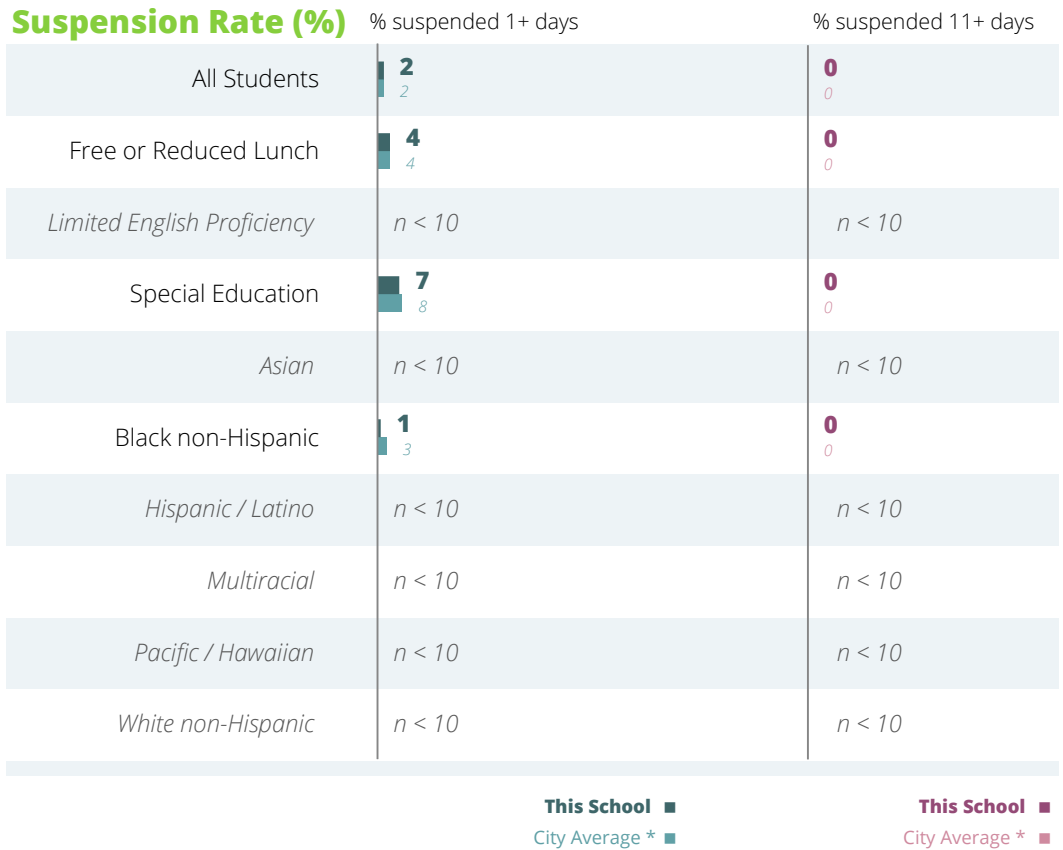 Suspension Rate (%) % suspended 1+ days % suspended 11+ days
All Students 2 0
2 0
Free or Reduced Lunch 4 0
4 0
Limited English Proficiency n < 10 n < 10
Special Education 7 0
8 0
Asian n < 10 n < 10
Black non-Hispanic 1 0
3 0
Hispanic / Latino n < 10 n < 10
Multiracial n < 10 n < 10
Pacific / Hawaiian n < 10 n < 10
White non-Hispanic n < 10 n < 10
This School This School
City Average * City Average *